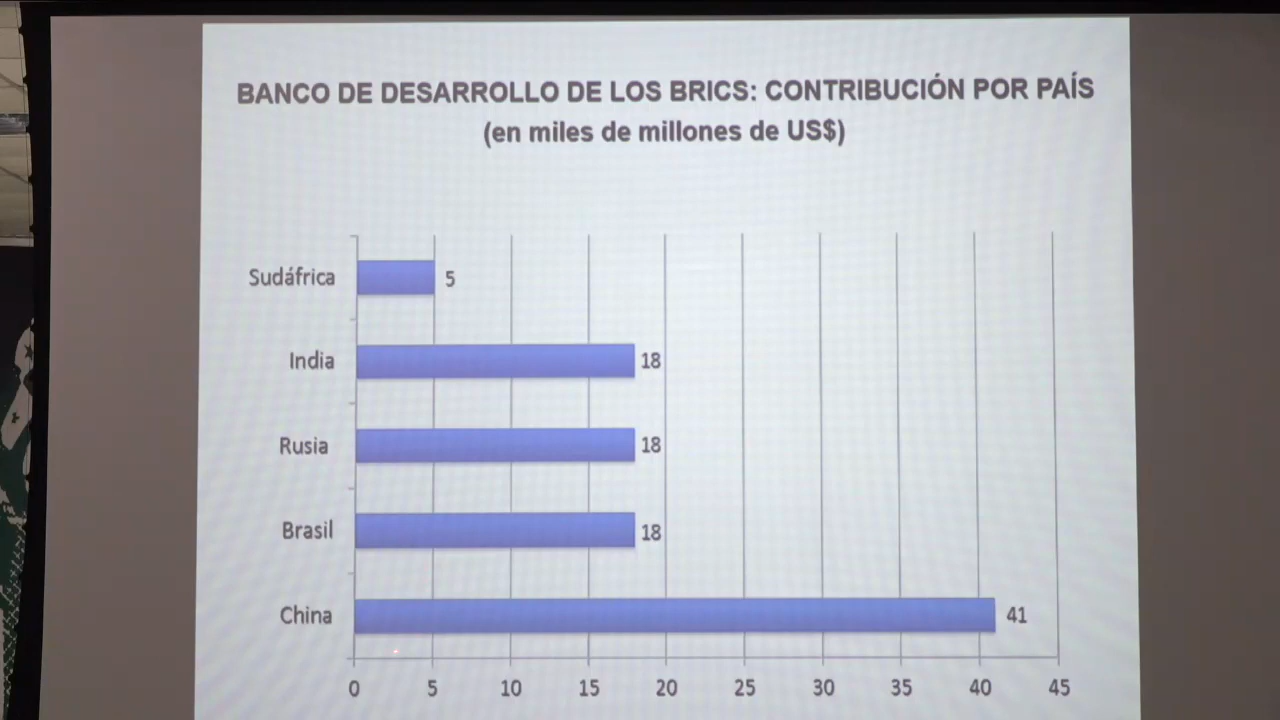 BANCO DE DESARROLLO DE LOS BRICS: CONTRIBUCIÓN POR PAÍS
(en miles de millones de US$)
Sudáfrica 5
India 18
Rusia 18
Brasil 18
China 41
0 5 10 15 20 25 30 35 40 45